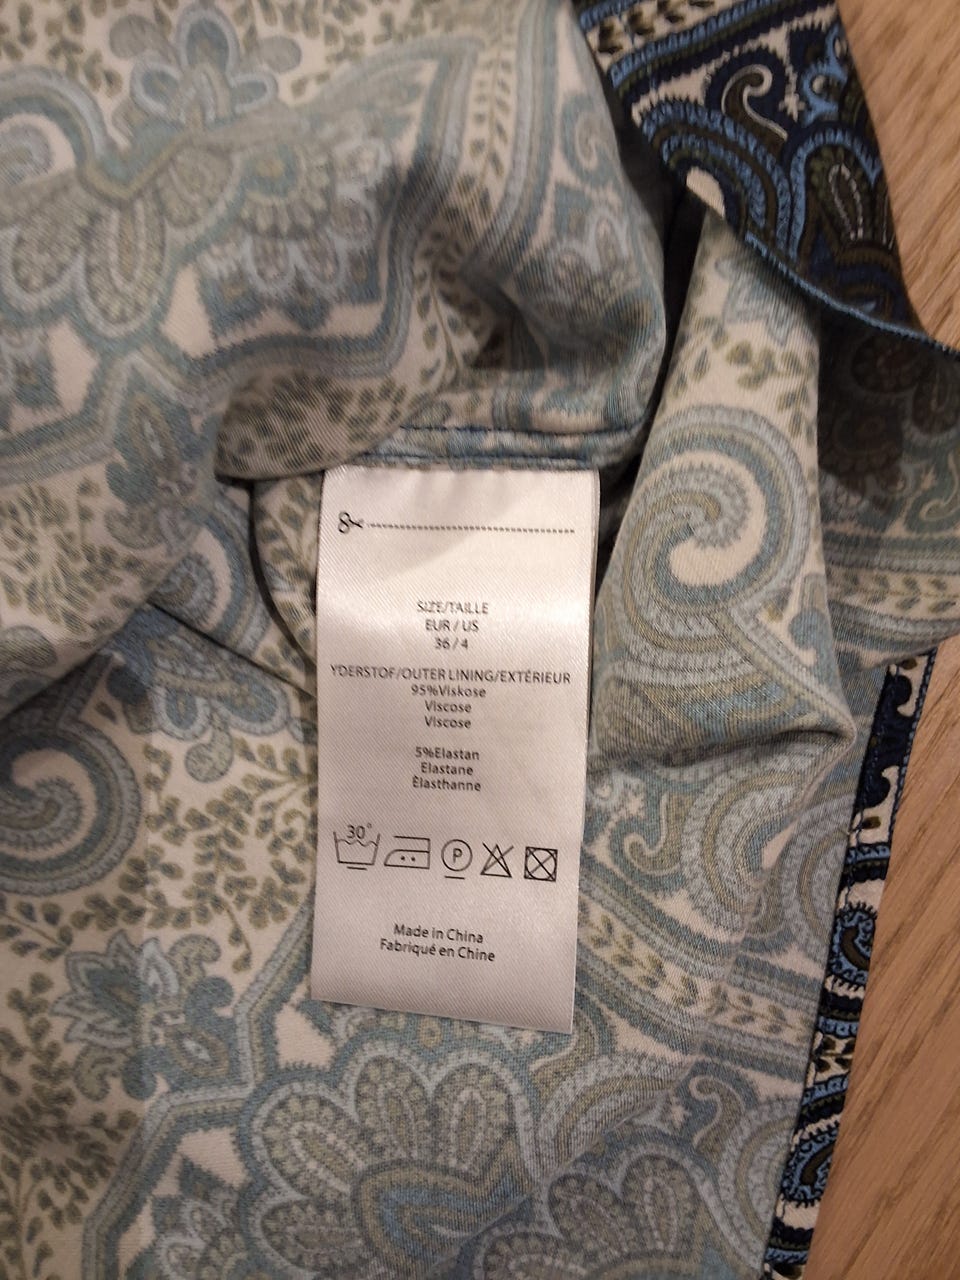 SIZE/TAILLE
EUR / US
36 / 4
YDERSTOF/OUTER LINING/EXTÉRIEUR
95%Viskose
Viscose
Viscose
5%Elastan
Elastane
Élasthanne
30° P
Made in China
Fabriqué en Chine